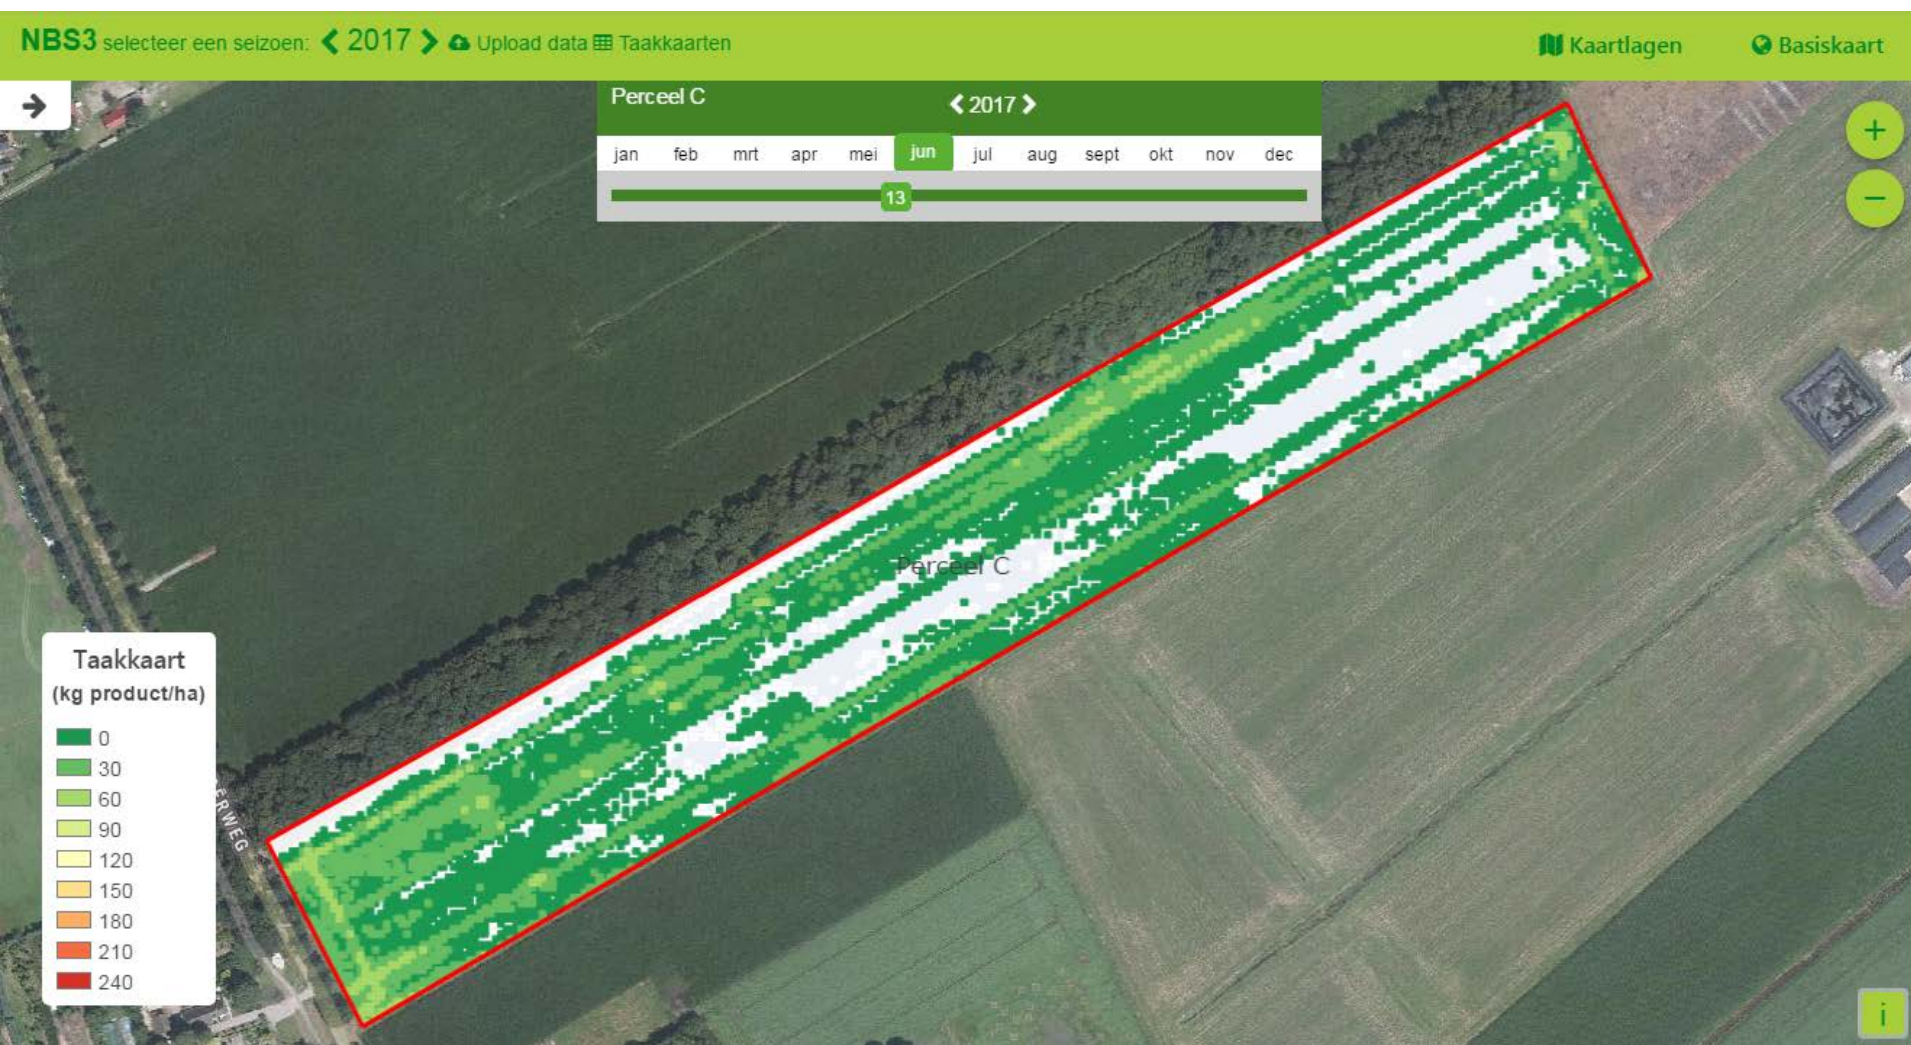 NBS3 selecteer een seizoen: 2017 Upload data Taakkaarten
Kaartlagen Basiskaart
Perceel C 2017
jan feb mrt apr mei jun jul aug sept okt nov dec
13
+
−
Perceel C
Taakkaart
(kg product/ha)
0
30
60
90
120
150
180
210
240
ERWEG
i